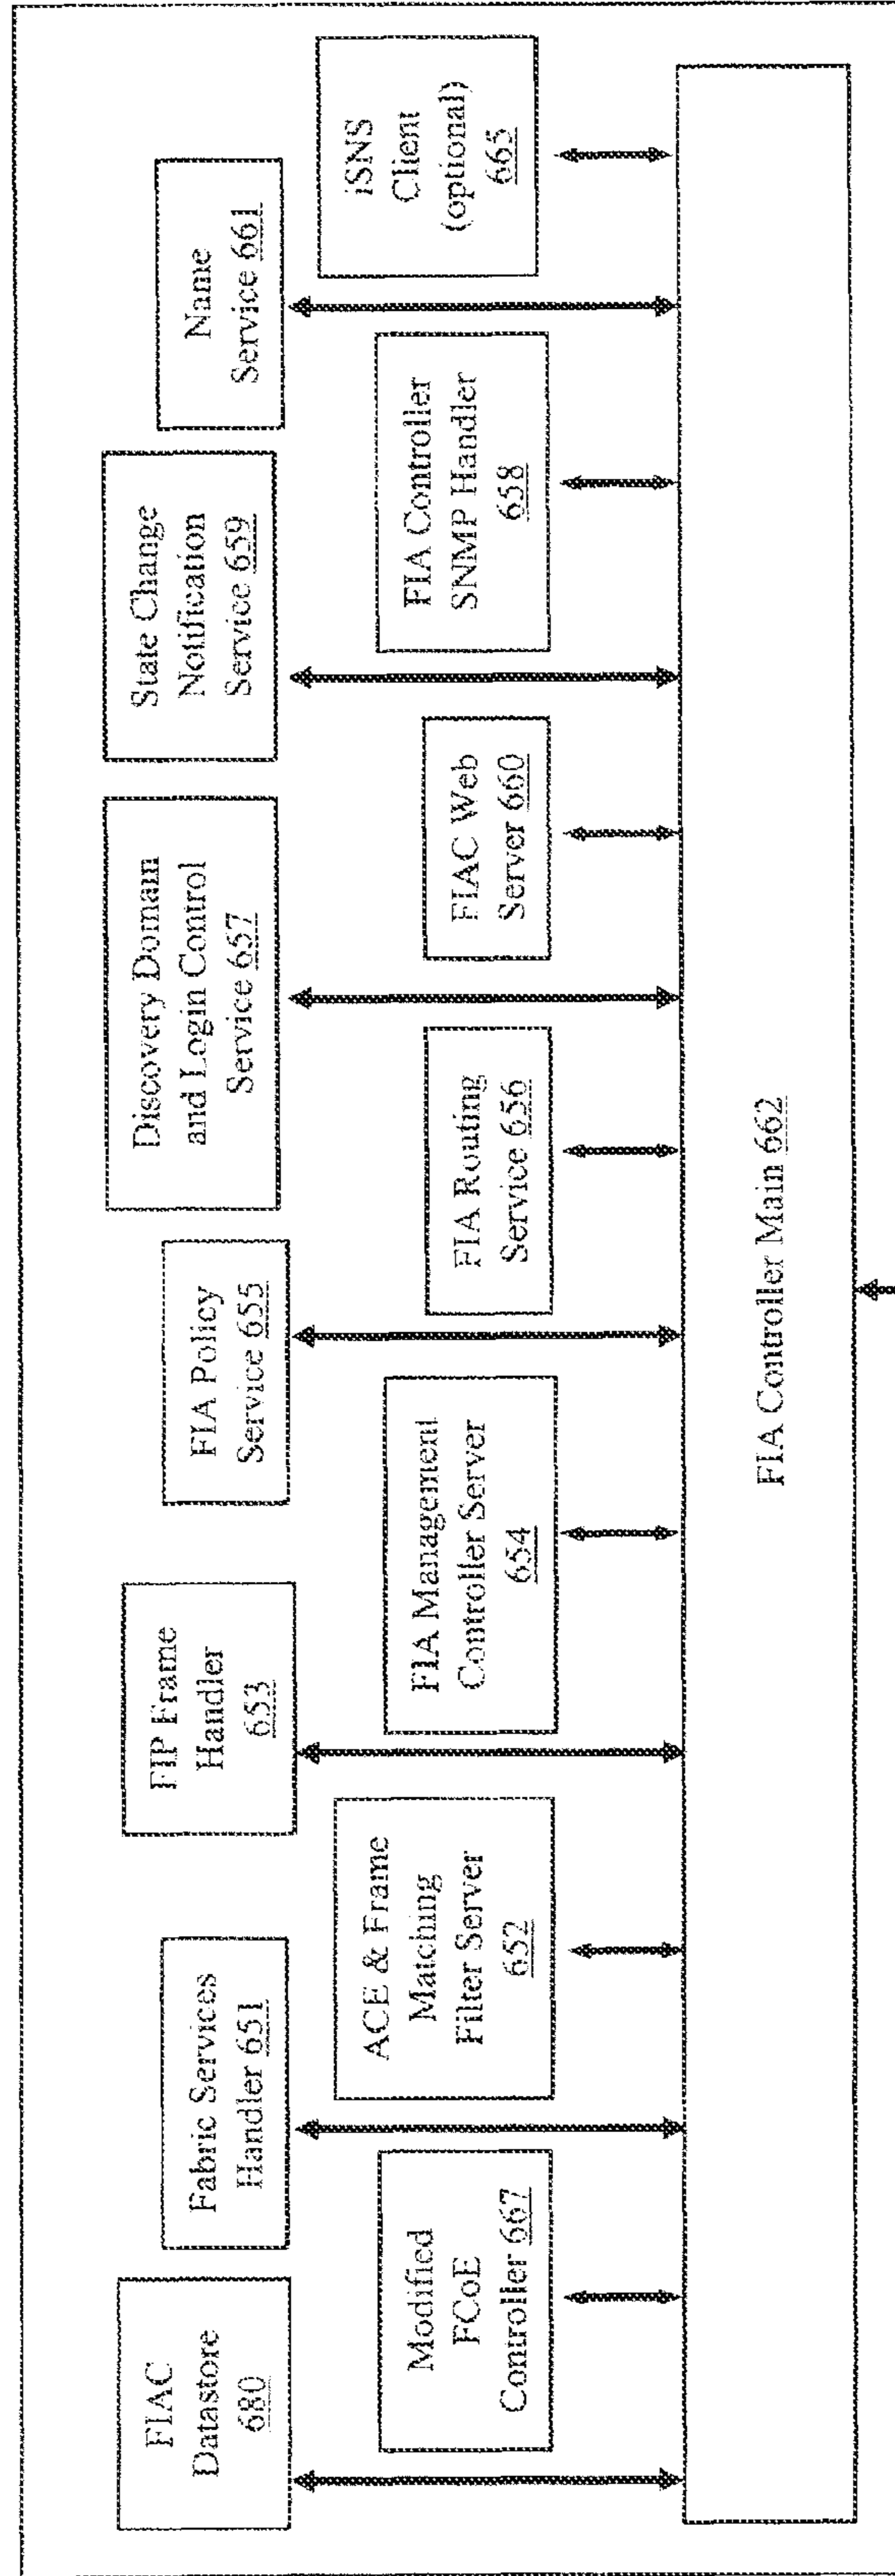 FIAC
Datastore
680
Fabric Services
Handler 651
FIP Frame
Handler
653
FIA Policy
Service 655
Discovery Domain
and Login Control
Service 657
State Change
Notification
Service 659
Name
Service 661
Modified
FCoE
Controller 667
ACE & Frame
Matching
Filter Server
652
FIA Management
Controller Server
654
FIA Routing
Service 656
FIAC Web
Server 660
FIA Controller
SNMP Handler
658
iSNS
Client
(optional)
665
FIA Controller Main 662